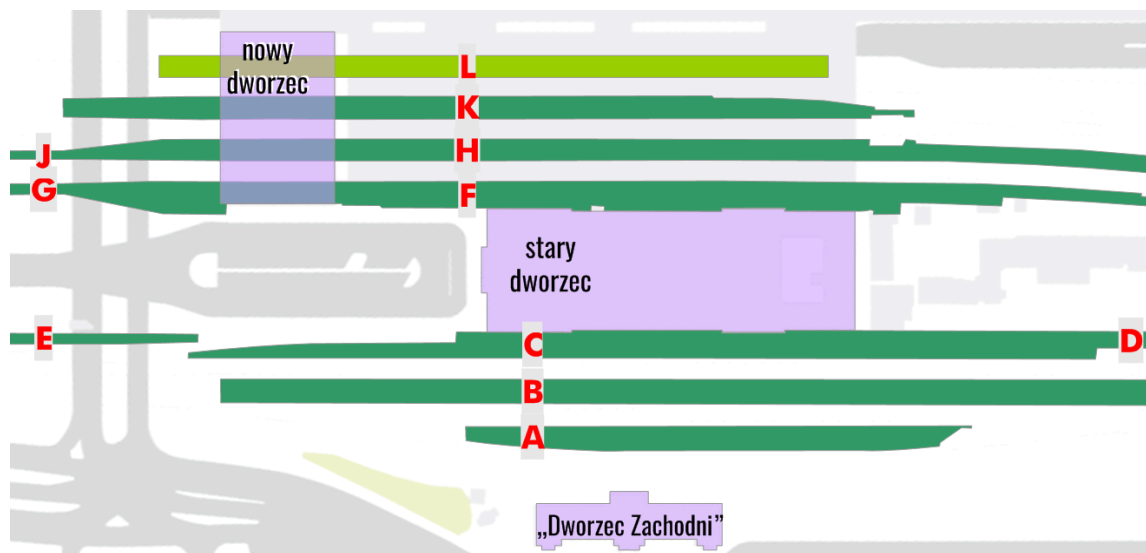 nowy
dworzec
L
K
J
H
G
F
stary
dworzec
E
C
D
B
A
„Dworzec Zachodni”